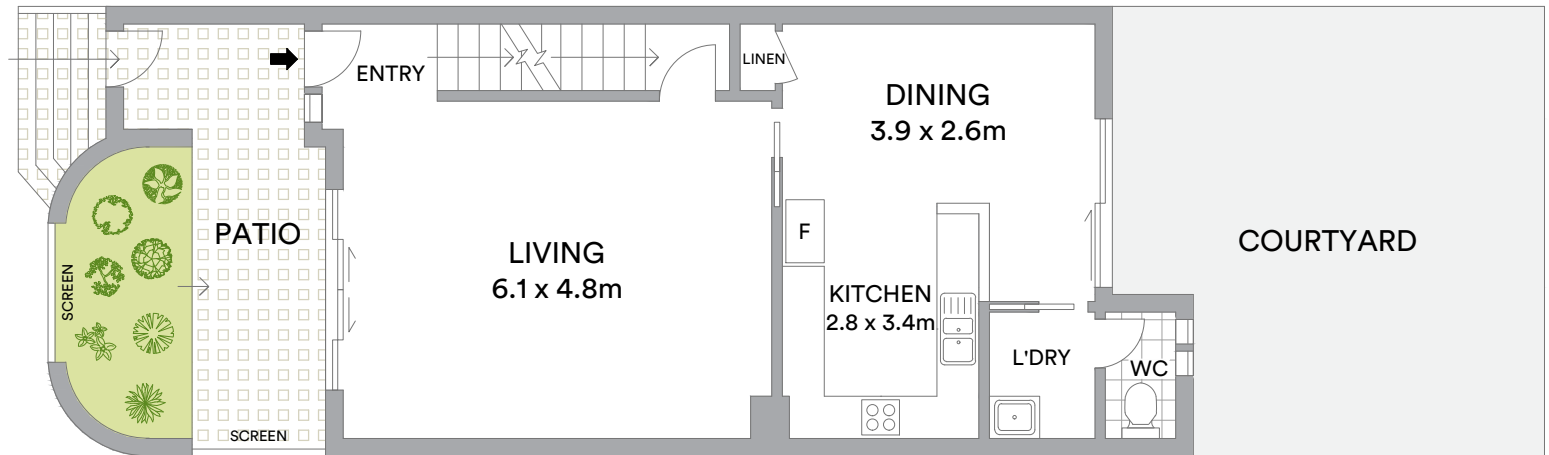 ENTRY
LINEN
DINING
3.9 x 2.6m
PATIO
SCREEN
LIVING
6.1 x 4.8m
F
KITCHEN
2.8 x 3.4m
COURTYARD
L'DRY
WC
SCREEN